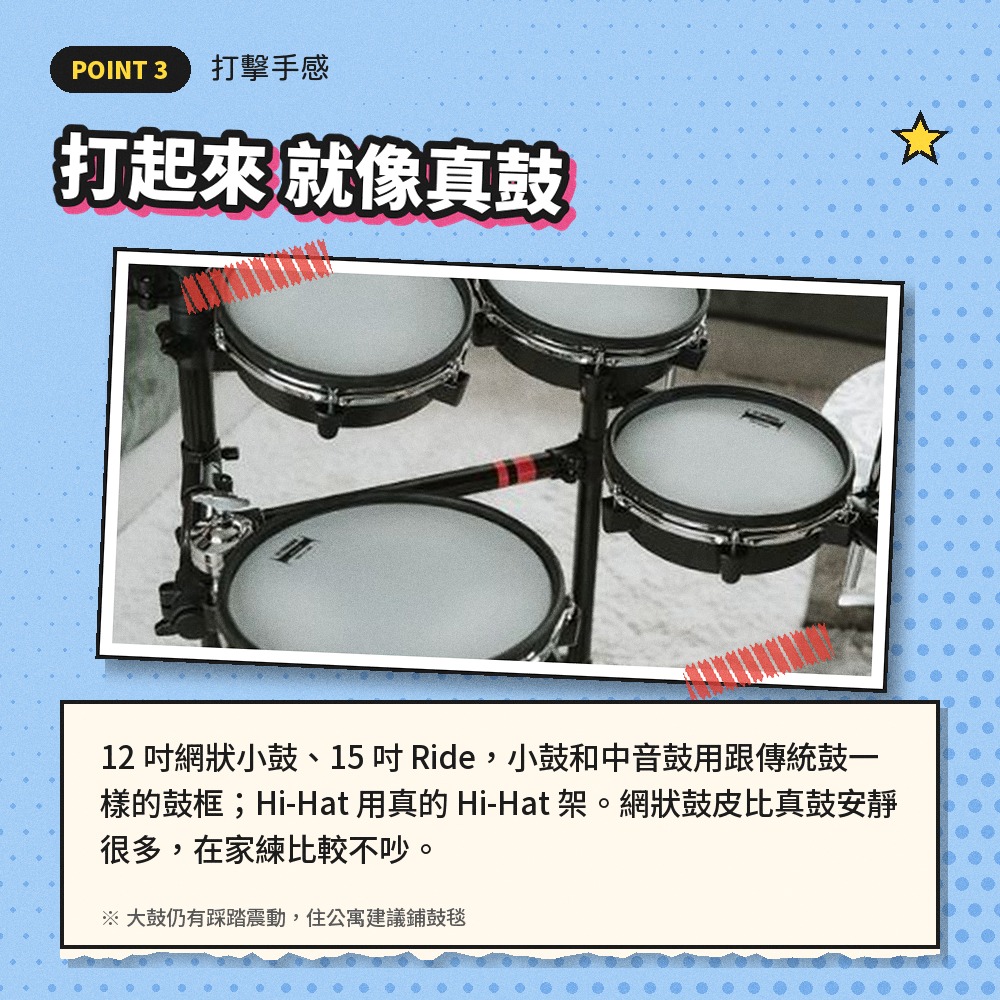 POINT 3 打擊手感
打起來 就像真鼓
12 吋網狀小鼓、15 吋 Ride，小鼓和中音鼓用跟傳統鼓一
樣的鼓框；Hi-Hat 用真的 Hi-Hat 架。網狀鼓皮比真鼓安靜
很多，在家練比較不吵。
※ 大鼓仍有踩踏震動，住公寓建議鋪鼓毯